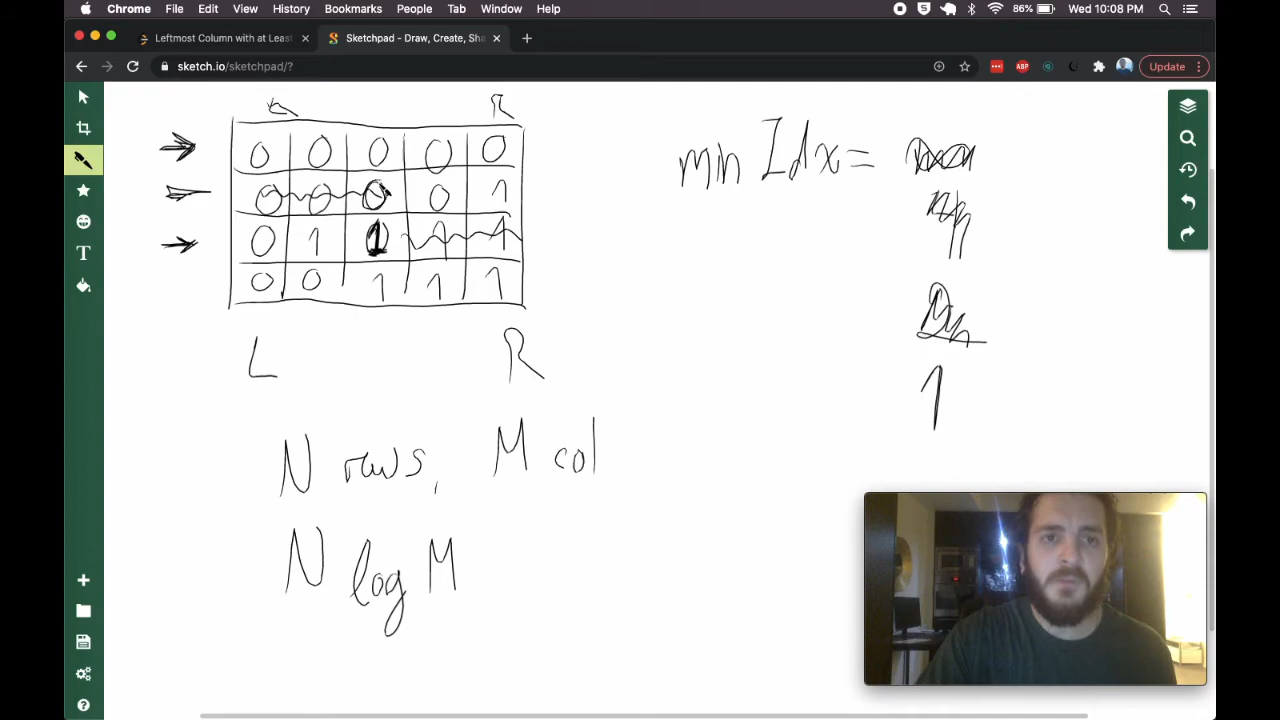 Chrome File Edit View History Bookmarks People Tab Window Help 5 86% Wed 10:08 PM
Leftmost Column with at Least Sketchpad - Draw, Create, Sha
sketch.io/sketchpad/? ABP Update
R
0 0 0 0 0
0 0 0 0 1
0 1 1 1 1
0 0 1 1 1
min Idx =
1
L R
N rows, M col
N log M
T
?